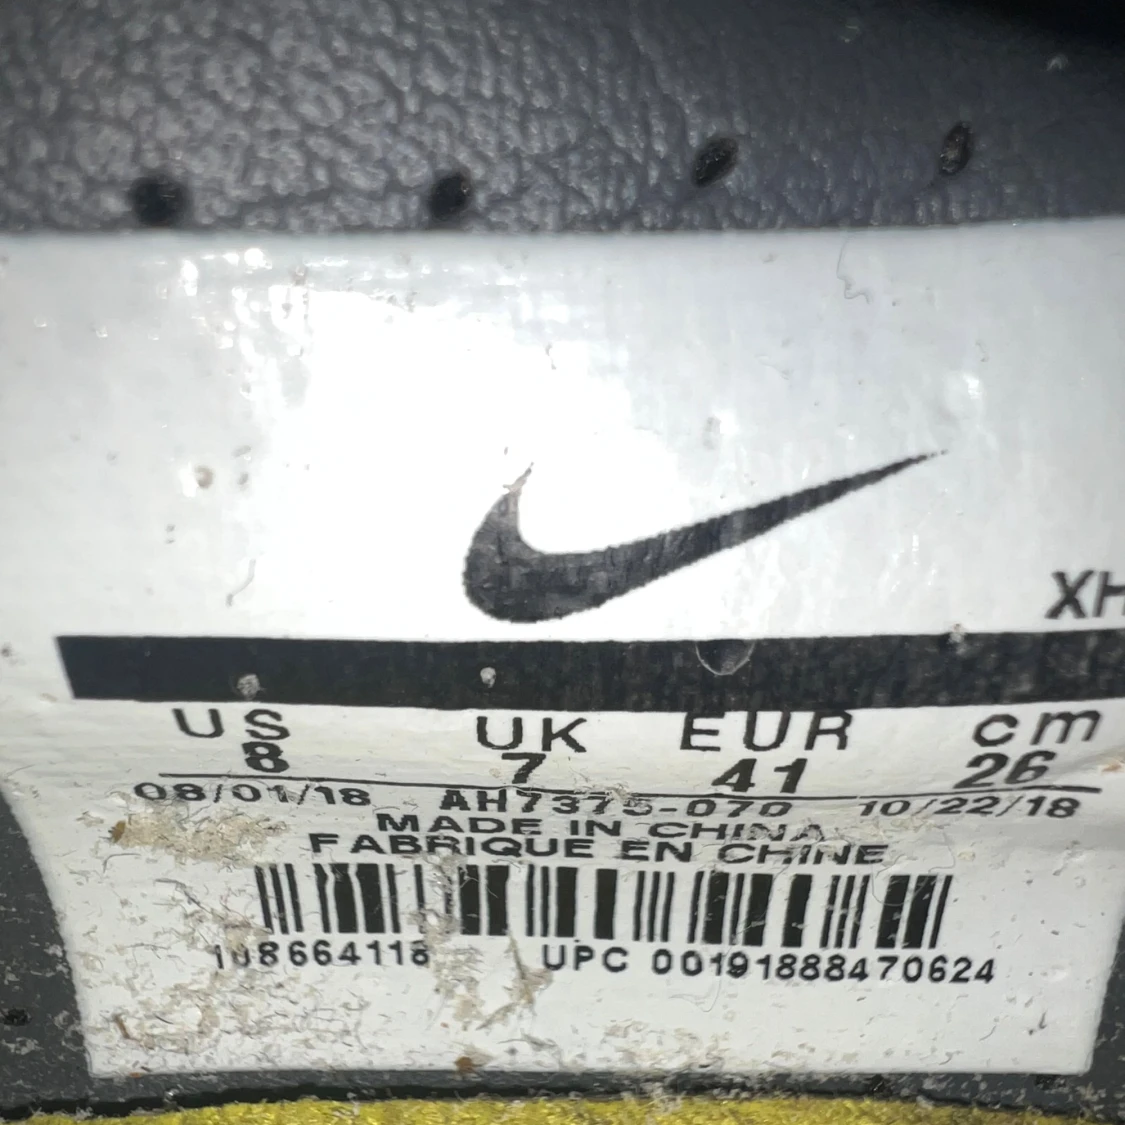 XH
US UK EUR cm
8 7 41 26
08/01/18 AH7375-070 10/22/18
MADE IN CHINA
FABRIQUE EN CHINE
108664118 UPC 00191888470624